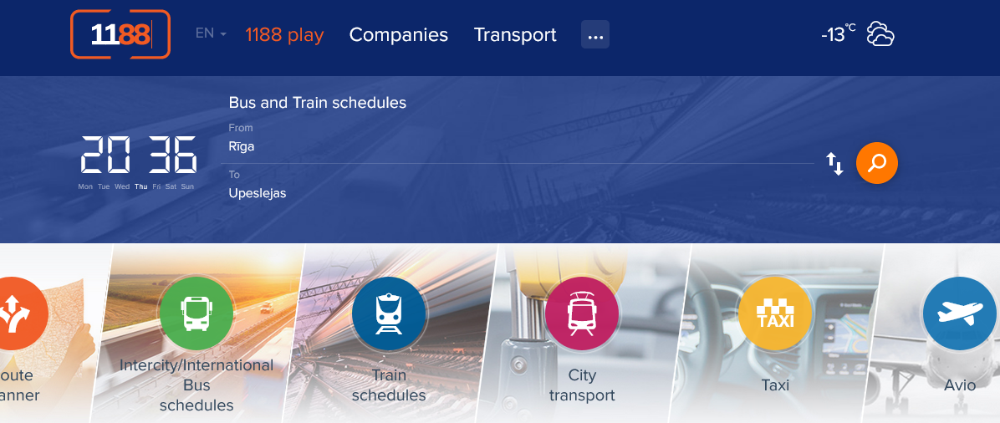 1188
EN
1188 play
Companies
Transport
...
-13°C
Bus and Train schedules
From
Rīga
20 36
Mon Tue Wed Thu Fri Sat Sun
To
Upeslejas
oute
anner
Intercity/International
Bus
schedules
Train
schedules
City
transport
TAXI
Taxi
Avio